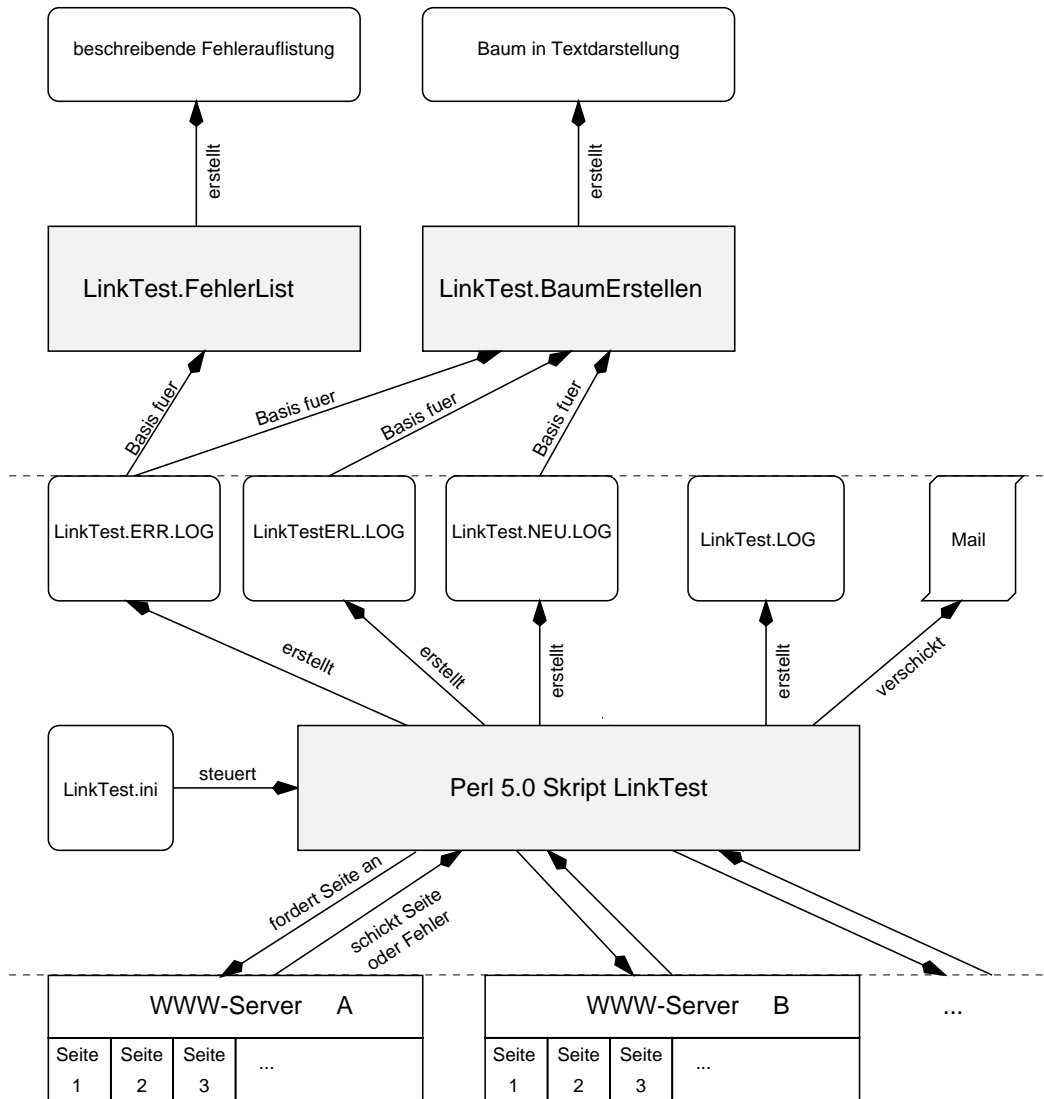 beschreibende Fehlerauflistung
Baum in Textdarstellung
erstellt
erstellt
LinkTest.FehlerList
LinkTest.BaumErstellen
Basis fuer
Basis fuer
Basis fuer
Basis fuer
LinkTest.ERR.LOG
LinkTestERL.LOG
LinkTest.NEU.LOG
LinkTest.LOG
Mail
erstellt
erstellt
erstellt
erstellt
verschickt
LinkTest.ini
steuert
Perl 5.0 Skript LinkTest
fordert Seite an
schickt Seite
oder Fehler
WWW-Server A
WWW-Server B
...
Seite
1
Seite
2
Seite
3
...
Seite
1
Seite
2
Seite
3
...